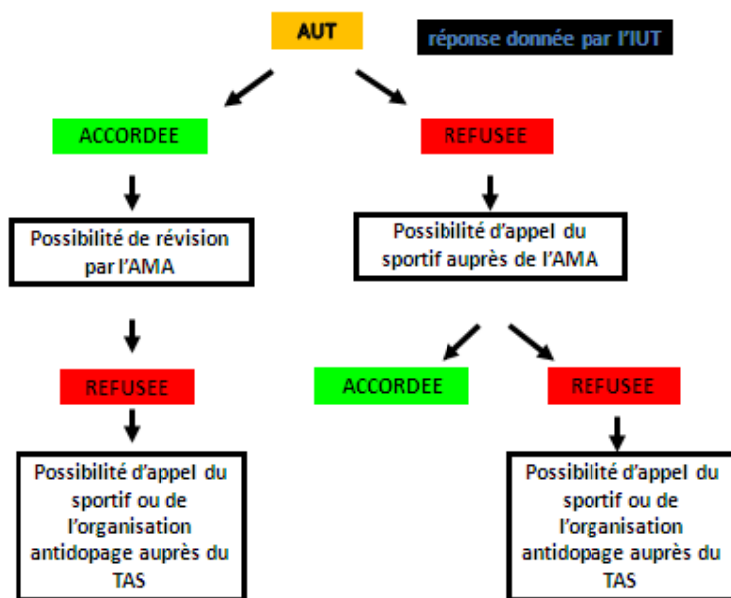 AUT
réponse donnée par l'IUT
ACCORDEE
REFUSEE
Possibilité de révision
par l'AMA
Possibilité d'appel du
sportif auprès de l'AMA
REFUSEE
ACCORDEE
REFUSEE
Possibilité d'appel du
sportif ou de
l'organisation
antidopage auprès du
TAS
Possibilité d'appel du
sportif ou de
l'organisation
antidopage auprès du
TAS